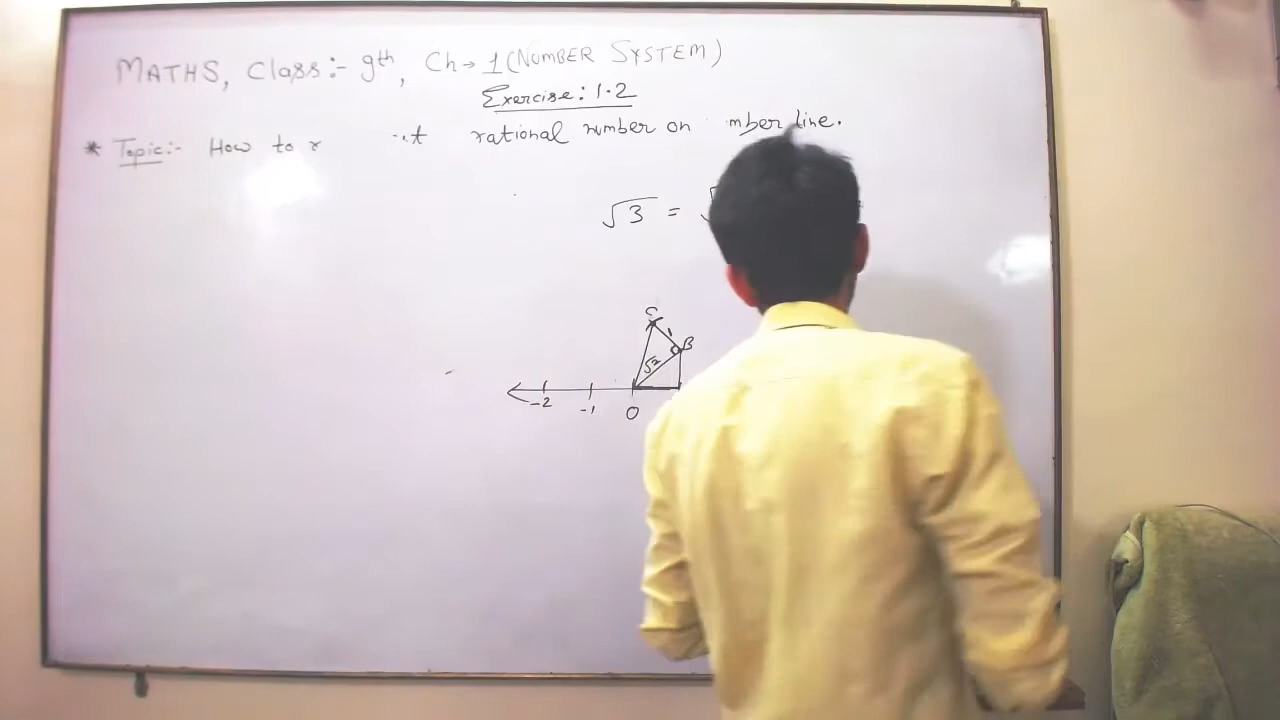 MATHS, Class:- 9th, Ch→ 1 (NUMBER SYSTEM)
Exercise: 1.2
* Topic:- How to rational number on line.
√3 =
C
1
B
√2
-2 -1 0